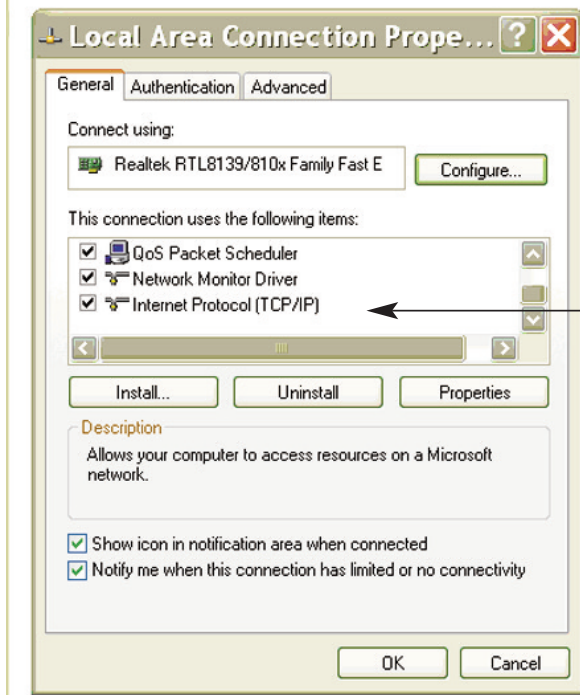 Local Area Connection Prope... ?
General Authentication Advanced
Connect using:
Realtek RTL8139/810x Family Fast E
Configure...
This connection uses the following items:
QoS Packet Scheduler
Network Monitor Driver
Internet Protocol (TCP/IP)
Install... Uninstall Properties
Description
Allows your computer to access resources on a Microsoft
network.
Show icon in notification area when connected
Notify me when this connection has limited or no connectivity
OK Cancel